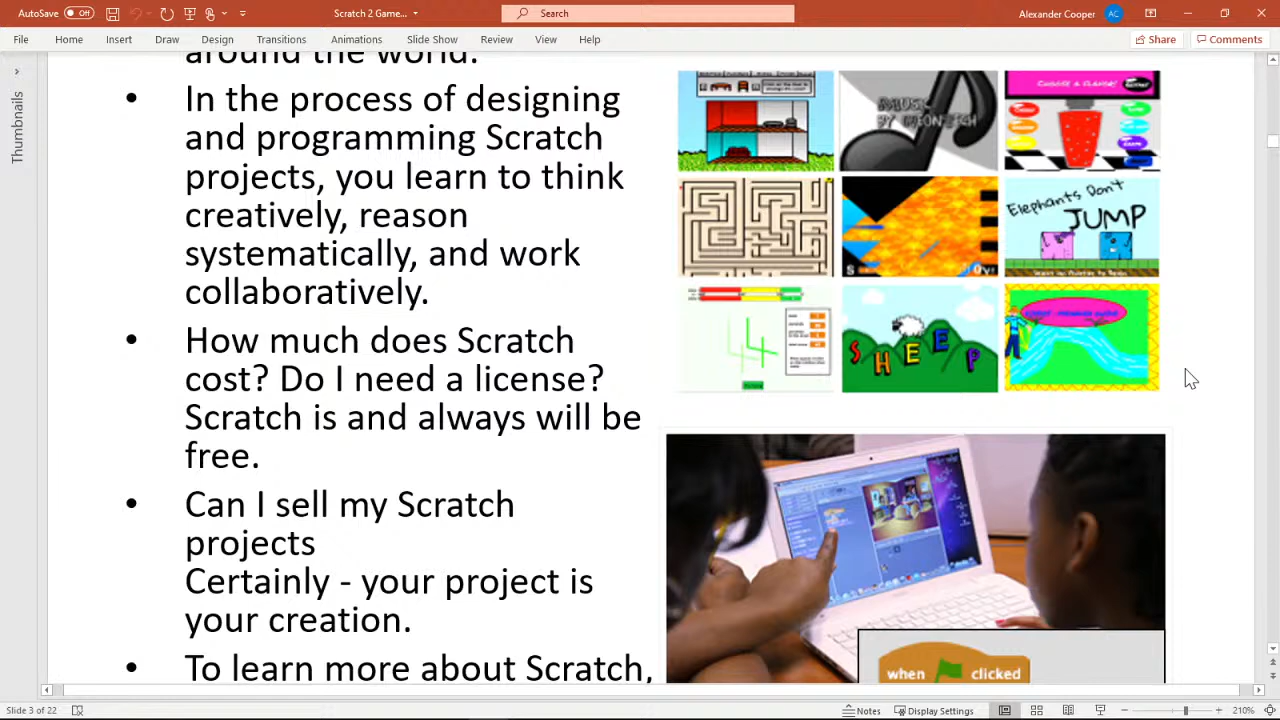 AutoSave Off
Scratch 2 Game...
Search
Alexander Cooper AC
File Home Insert Draw Design Transitions Animations Slide Show Review View Help
Share Comments
Thumbnails
around the world.
• In the process of designing
and programming Scratch
projects, you learn to think
creatively, reason
systematically, and work
collaboratively.
• How much does Scratch
cost? Do I need a license?
Scratch is and always will be
free.
• Can I sell my Scratch
projects
Certainly - your project is
your creation.
• To learn more about Scratch,
CHOOSE A FLAVOR!
MUSIC
Elephants Don't
JUMP
SHEEP
when clicked
Slide 3 of 22
Notes Display Settings
210%